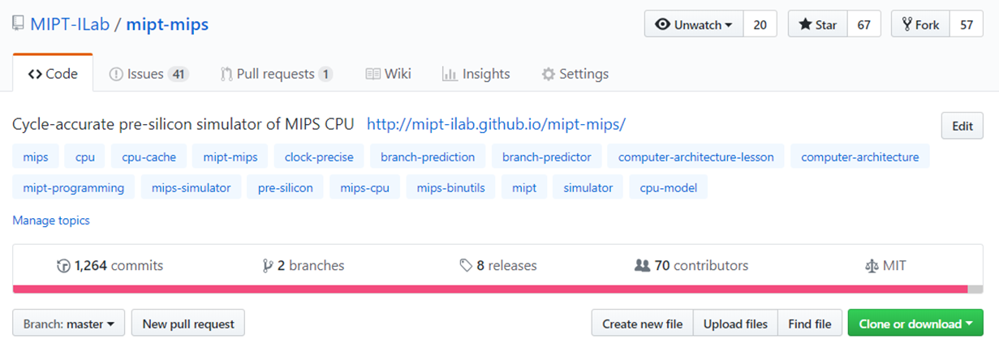 MIPT-ILab / mipt-mips Unwatch 20 Star 67 Fork 57
Code Issues 41 Pull requests 1 Wiki Insights Settings
Cycle-accurate pre-silicon simulator of MIPS CPU http://mipt-ilab.github.io/mipt-mips/ Edit
mips cpu cpu-cache mipt-mips clock-precise branch-prediction branch-predictor computer-architecture-lesson computer-architecture
mipt-programming mips-simulator pre-silicon mips-cpu mips-binutils mipt simulator cpu-model
Manage topics
1,264 commits 2 branches 8 releases 70 contributors MIT
Branch: master New pull request Create new file Upload files Find file Clone or download